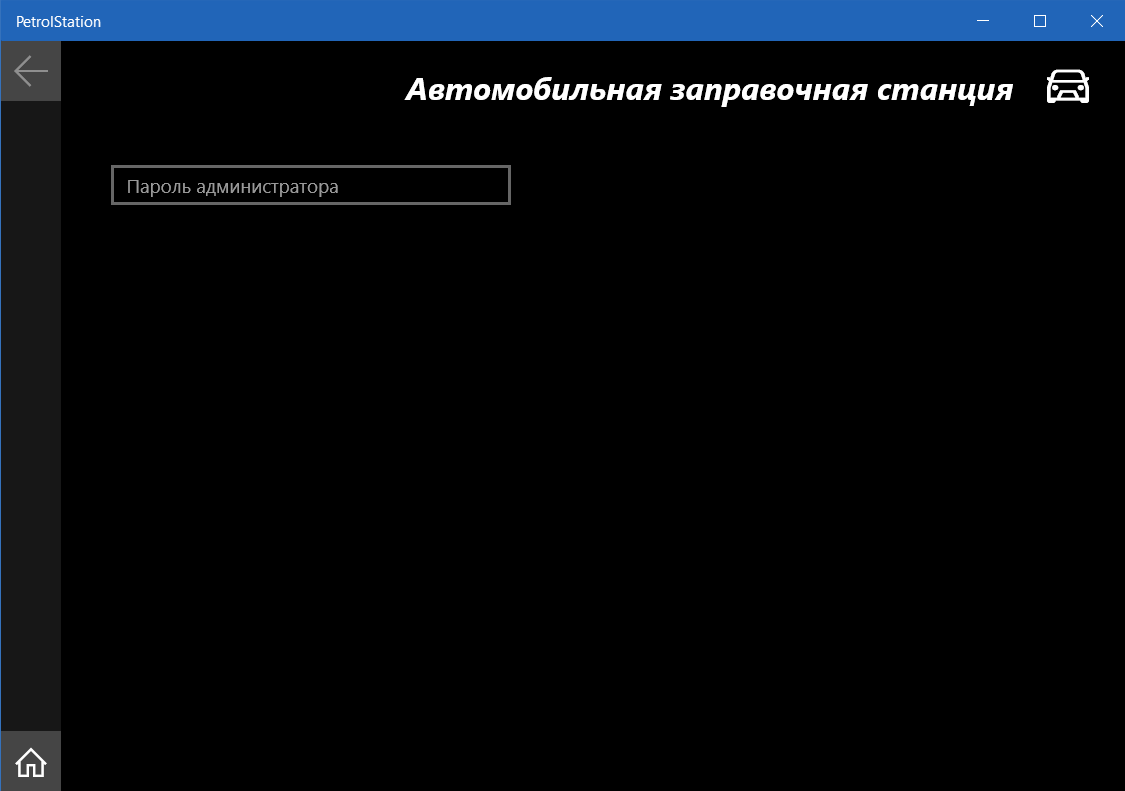 PetrolStation
Автомобильная заправочная станция
Пароль администратора